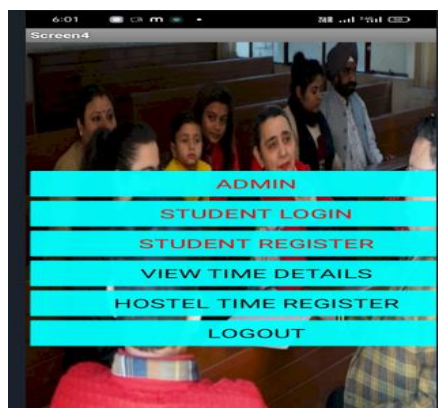 6:01 m
Screen4
ADMIN
STUDENT LOGIN
STUDENT REGISTER
VIEW TIME DETAILS
HOSTEL TIME REGISTER
LOGOUT